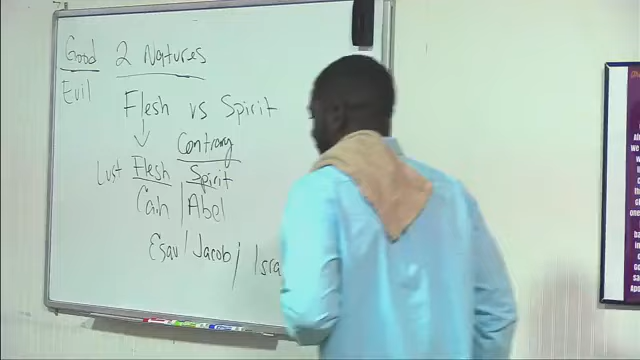 Good 2 Natures
Evil
Flesh vs Spirit
Contrary
Lust Flesh Spirit
Cain | Abel
Esau / Jacob / Isra